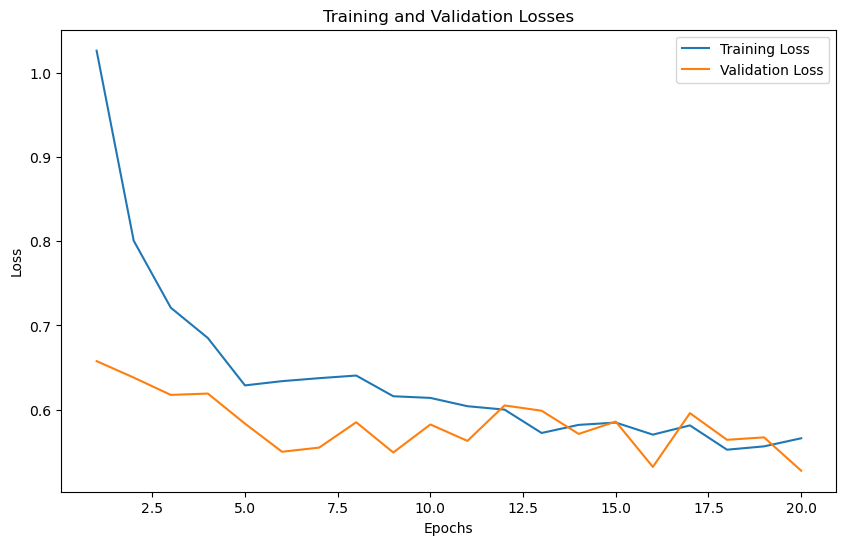 Training and Validation Losses
Training Loss
Validation Loss
1.0
0.9
0.8
0.7
0.6
Loss
2.5
5.0
7.5
10.0
12.5
15.0
17.5
20.0
Epochs